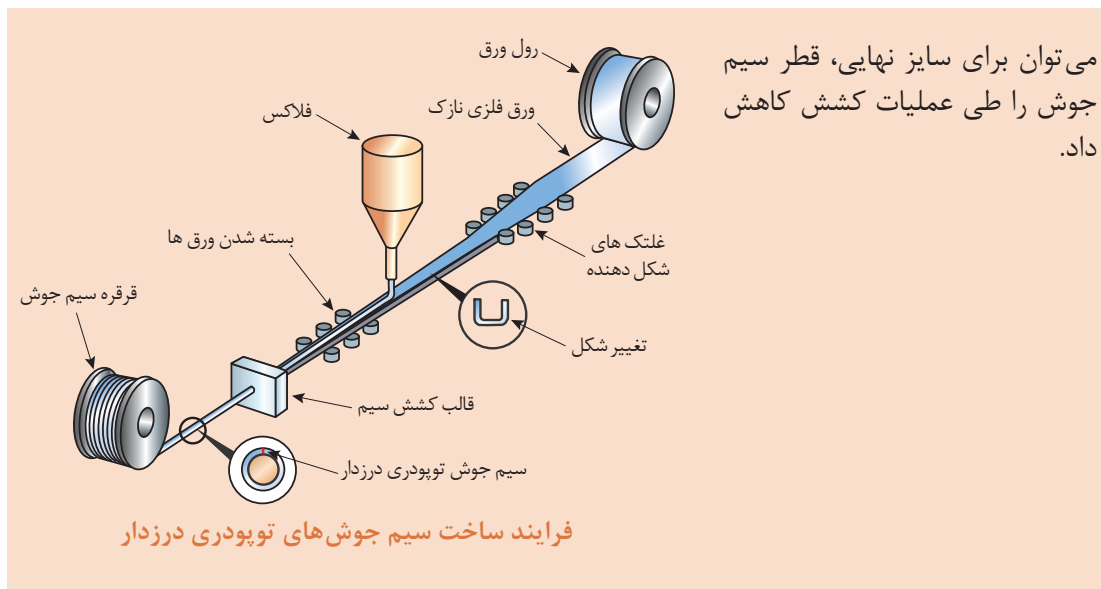 می‌توان برای سایز نهایی، قطر سیم
جوش را طی عملیات کشش کاهش
داد.
رول ورق
ورق فلزی نازک
فلاکس
غلتک های
شکل دهنده
بسته شدن ورق ها
قرقره سیم جوش
تغییر شکل
قالب کشش سیم
سیم جوش توپودری درزدار
فرایند ساخت سیم جوش‌های توپودری درزدار